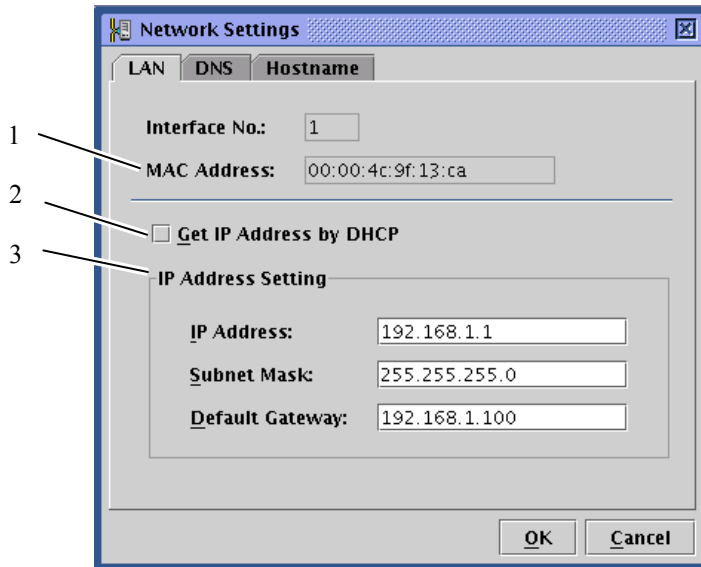 Network Settings
LAN DNS Hostname
Interface No.: 1
1
MAC Address: 00:00:4c:9f:13:ca
2
Get IP Address by DHCP
3
IP Address Setting
IP Address: 192.168.1.1
Subnet Mask: 255.255.255.0
Default Gateway: 192.168.1.100
OK Cancel